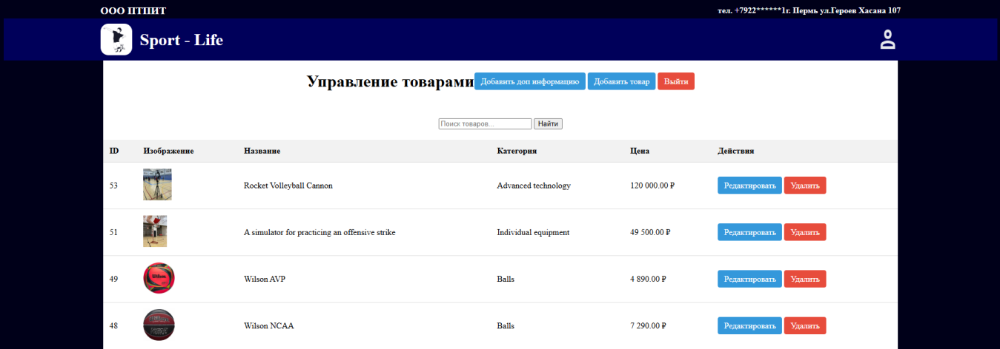 ООО ПТПИТ
тел. +7922******1г. Пермь ул.Героев Хасана 107
Sport - Life
Управление товарами Добавить доп информацию Добавить товар Выйти
Поиск товаров... Найти
ID Изображение Название Категория Цена Действия
53 Rocket Volleyball Cannon Advanced technology 120 000.00 ₽ Редактировать Удалить
51 A simulator for practicing an offensive strike Individual equipment 49 500.00 ₽ Редактировать Удалить
49 Wilson AVP Balls 4 890.00 ₽ Редактировать Удалить
48 Wilson NCAA Balls 7 290.00 ₽ Редактировать Удалить